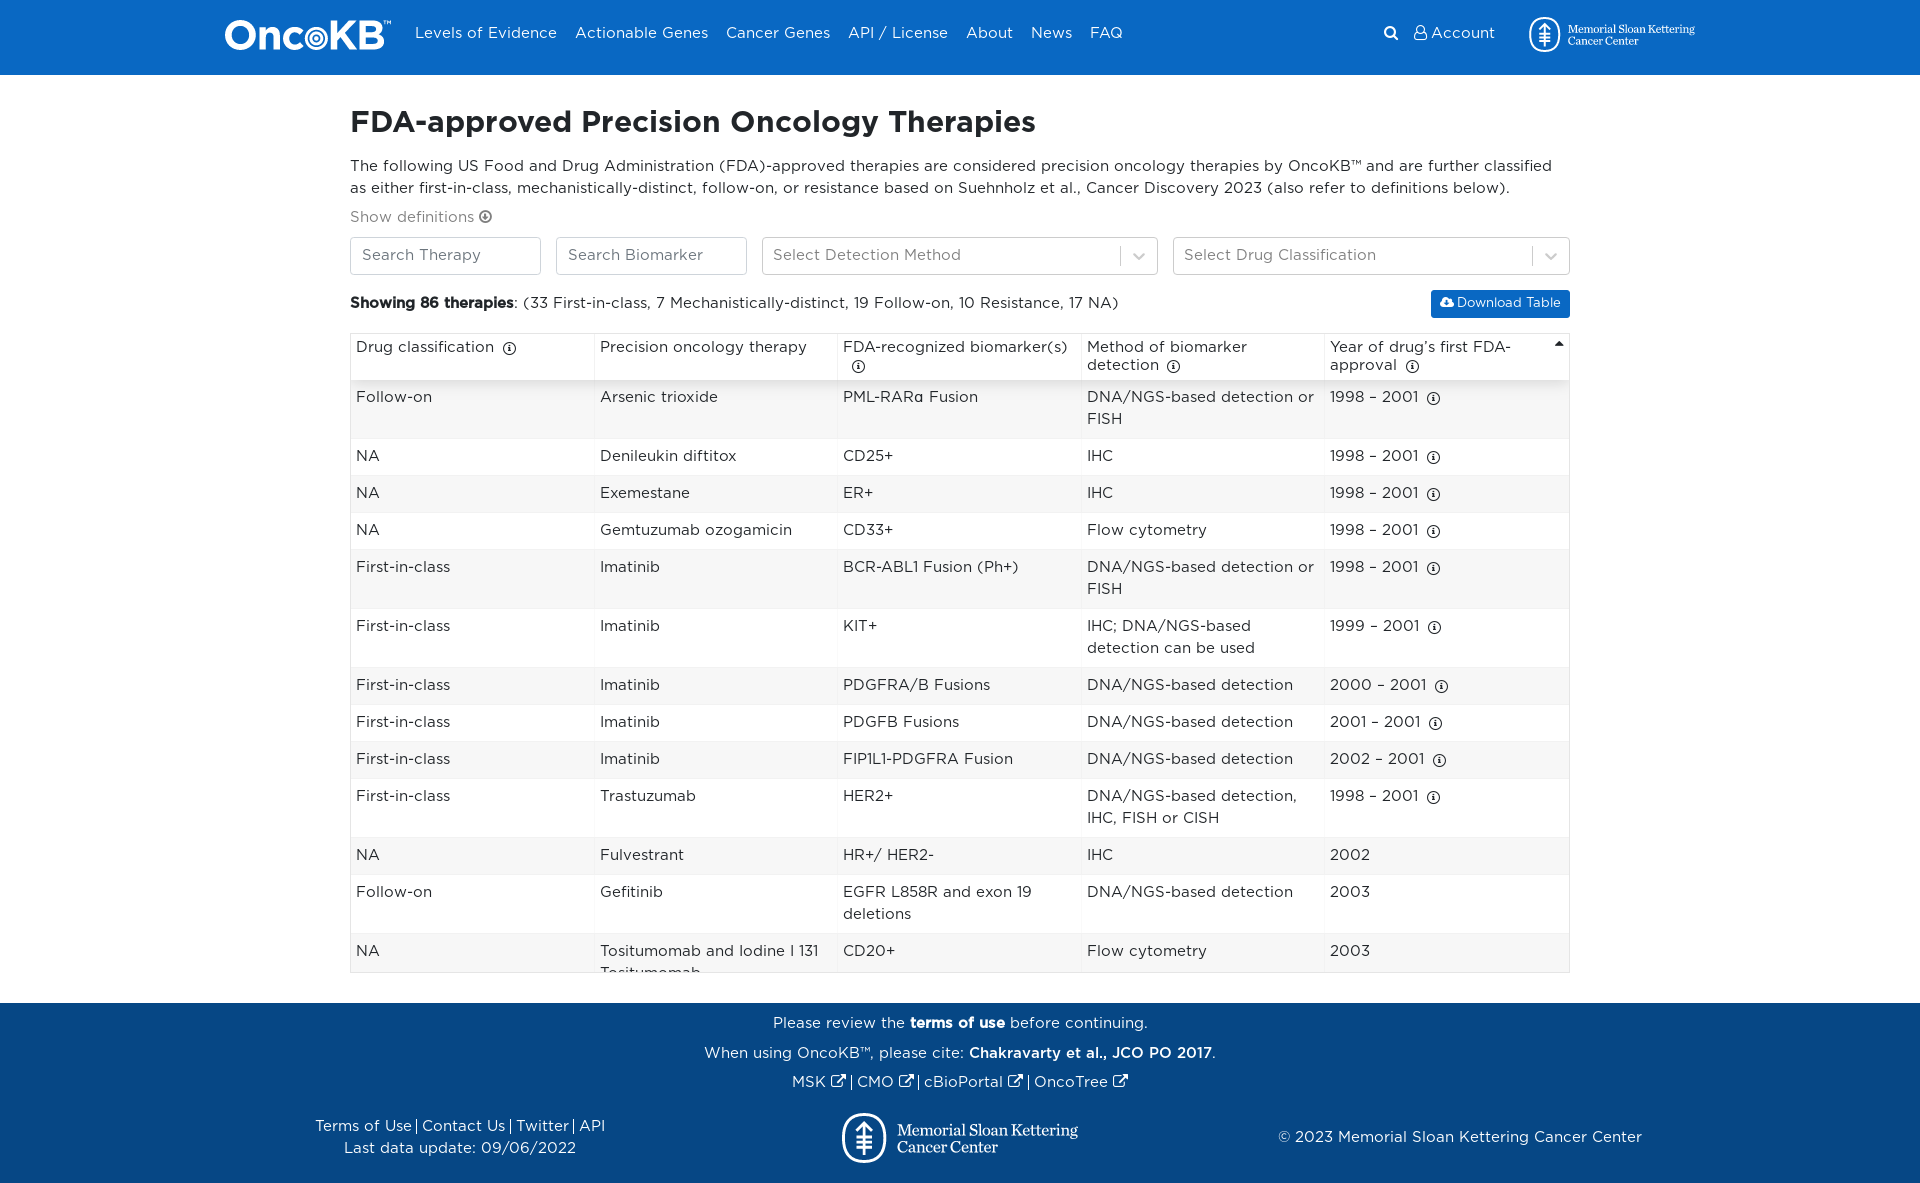 OncoKB™ Levels of Evidence Actionable Genes Cancer Genes API / License About News FAQ Account Memorial Sloan Kettering
Cancer Center
FDA-approved Precision Oncology Therapies
The following US Food and Drug Administration (FDA)-approved therapies are considered precision oncology therapies by OncoKB™ and are further classified
as either first-in-class, mechanistically-distinct, follow-on, or resistance based on Suehnholz et al., Cancer Discovery 2023 (also refer to definitions below).
Show definitions
Search Therapy Search Biomarker Select Detection Method Select Drug Classification
Showing 86 therapies: (33 First-in-class, 7 Mechanistically-distinct, 19 Follow-on, 10 Resistance, 17 NA) Download Table
Drug classification Precision oncology therapy FDA-recognized biomarker(s) Method of biomarker Year of drug's first FDA-
detection approval
Follow-on Arsenic trioxide PML-RARα Fusion DNA/NGS-based detection or 1998 – 2001
FISH
NA Denileukin diftitox CD25+ IHC 1998 – 2001
NA Exemestane ER+ IHC 1998 – 2001
NA Gemtuzumab ozogamicin CD33+ Flow cytometry 1998 – 2001
First-in-class Imatinib BCR-ABL1 Fusion (Ph+) DNA/NGS-based detection or 1998 – 2001
FISH
First-in-class Imatinib KIT+ IHC; DNA/NGS-based 1999 – 2001
detection can be used
First-in-class Imatinib PDGFRA/B Fusions DNA/NGS-based detection 2000 – 2001
First-in-class Imatinib PDGFB Fusions DNA/NGS-based detection 2001 – 2001
First-in-class Imatinib FIP1L1-PDGFRA Fusion DNA/NGS-based detection 2002 – 2001
First-in-class Trastuzumab HER2+ DNA/NGS-based detection, 1998 – 2001
IHC, FISH or CISH
NA Fulvestrant HR+/ HER2- IHC 2002
Follow-on Gefitinib EGFR L858R and exon 19 DNA/NGS-based detection 2003
deletions
NA Tositumomab and Iodine I 131 CD20+ Flow cytometry 2003
Tositumomab
Please review the terms of use before continuing.
When using OncoKB™, please cite: Chakravarty et al., JCO PO 2017.
MSK | CMO | cBioPortal | OncoTree
Terms of Use | Contact Us | Twitter | API
Last data update: 09/06/2022
Memorial Sloan Kettering
Cancer Center
© 2023 Memorial Sloan Kettering Cancer Center